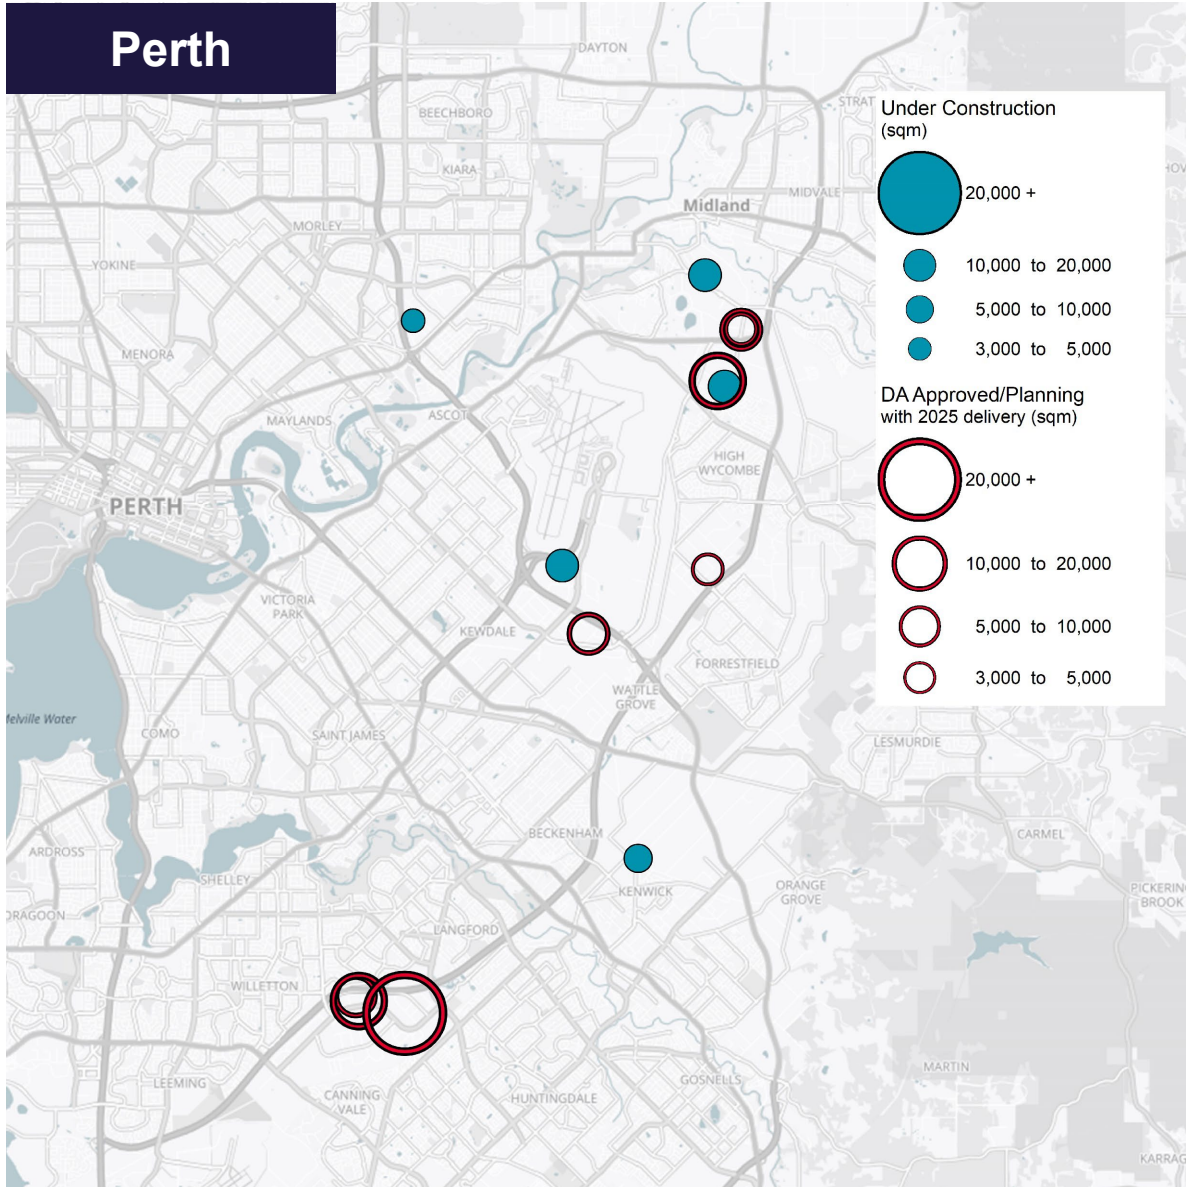 Perth
DAYTON
BEECHBORO
STRAT
KIARA
MIDVALE
Midland
MORLEY
YOKINE
MENORA
MAYLANDS
ASCOT
HIGH
WYCOMBE
PERTH
VICTORIA
PARK
KEWDALE
FORRESTFIELD
WATTLE
GROVE
Melville Water
COMO
SAINT JAMES
LESMURDIE
BECKENHAM
CARMEL
ARDROSS
SHELLEY
KENWICK
ORANGE
GROVE
PICKERIN
BROOK
DRAGOON
LANGFORD
WILLETTON
MARTIN
LEEMING
CANNING
VALE
HUNTINGDALE
GOSNELLS
KARRAG
Under Construction
(sqm)
20,000 +
10,000 to 20,000
5,000 to 10,000
3,000 to 5,000
DA Approved/Planning
with 2025 delivery (sqm)
20,000 +
10,000 to 20,000
5,000 to 10,000
3,000 to 5,000